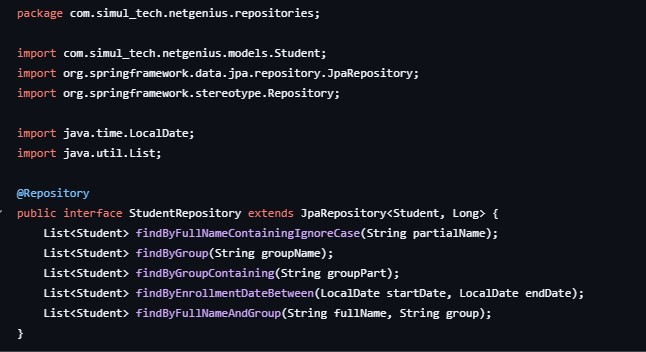 package com.simul_tech.netgenius.repositories;
import com.simul_tech.netgenius.models.Student;
import org.springframework.data.jpa.repository.JpaRepository;
import org.springframework.stereotype.Repository;
import java.time.LocalDate;
import java.util.List;
@Repository
public interface StudentRepository extends JpaRepository<Student, Long> {
    List<Student> findByFullNameContainingIgnoreCase(String partialName);
    List<Student> findByGroup(String groupName);
    List<Student> findByGroupContaining(String groupPart);
    List<Student> findByEnrollmentDateBetween(LocalDate startDate, LocalDate endDate);
    List<Student> findByFullNameAndGroup(String fullName, String group);
}